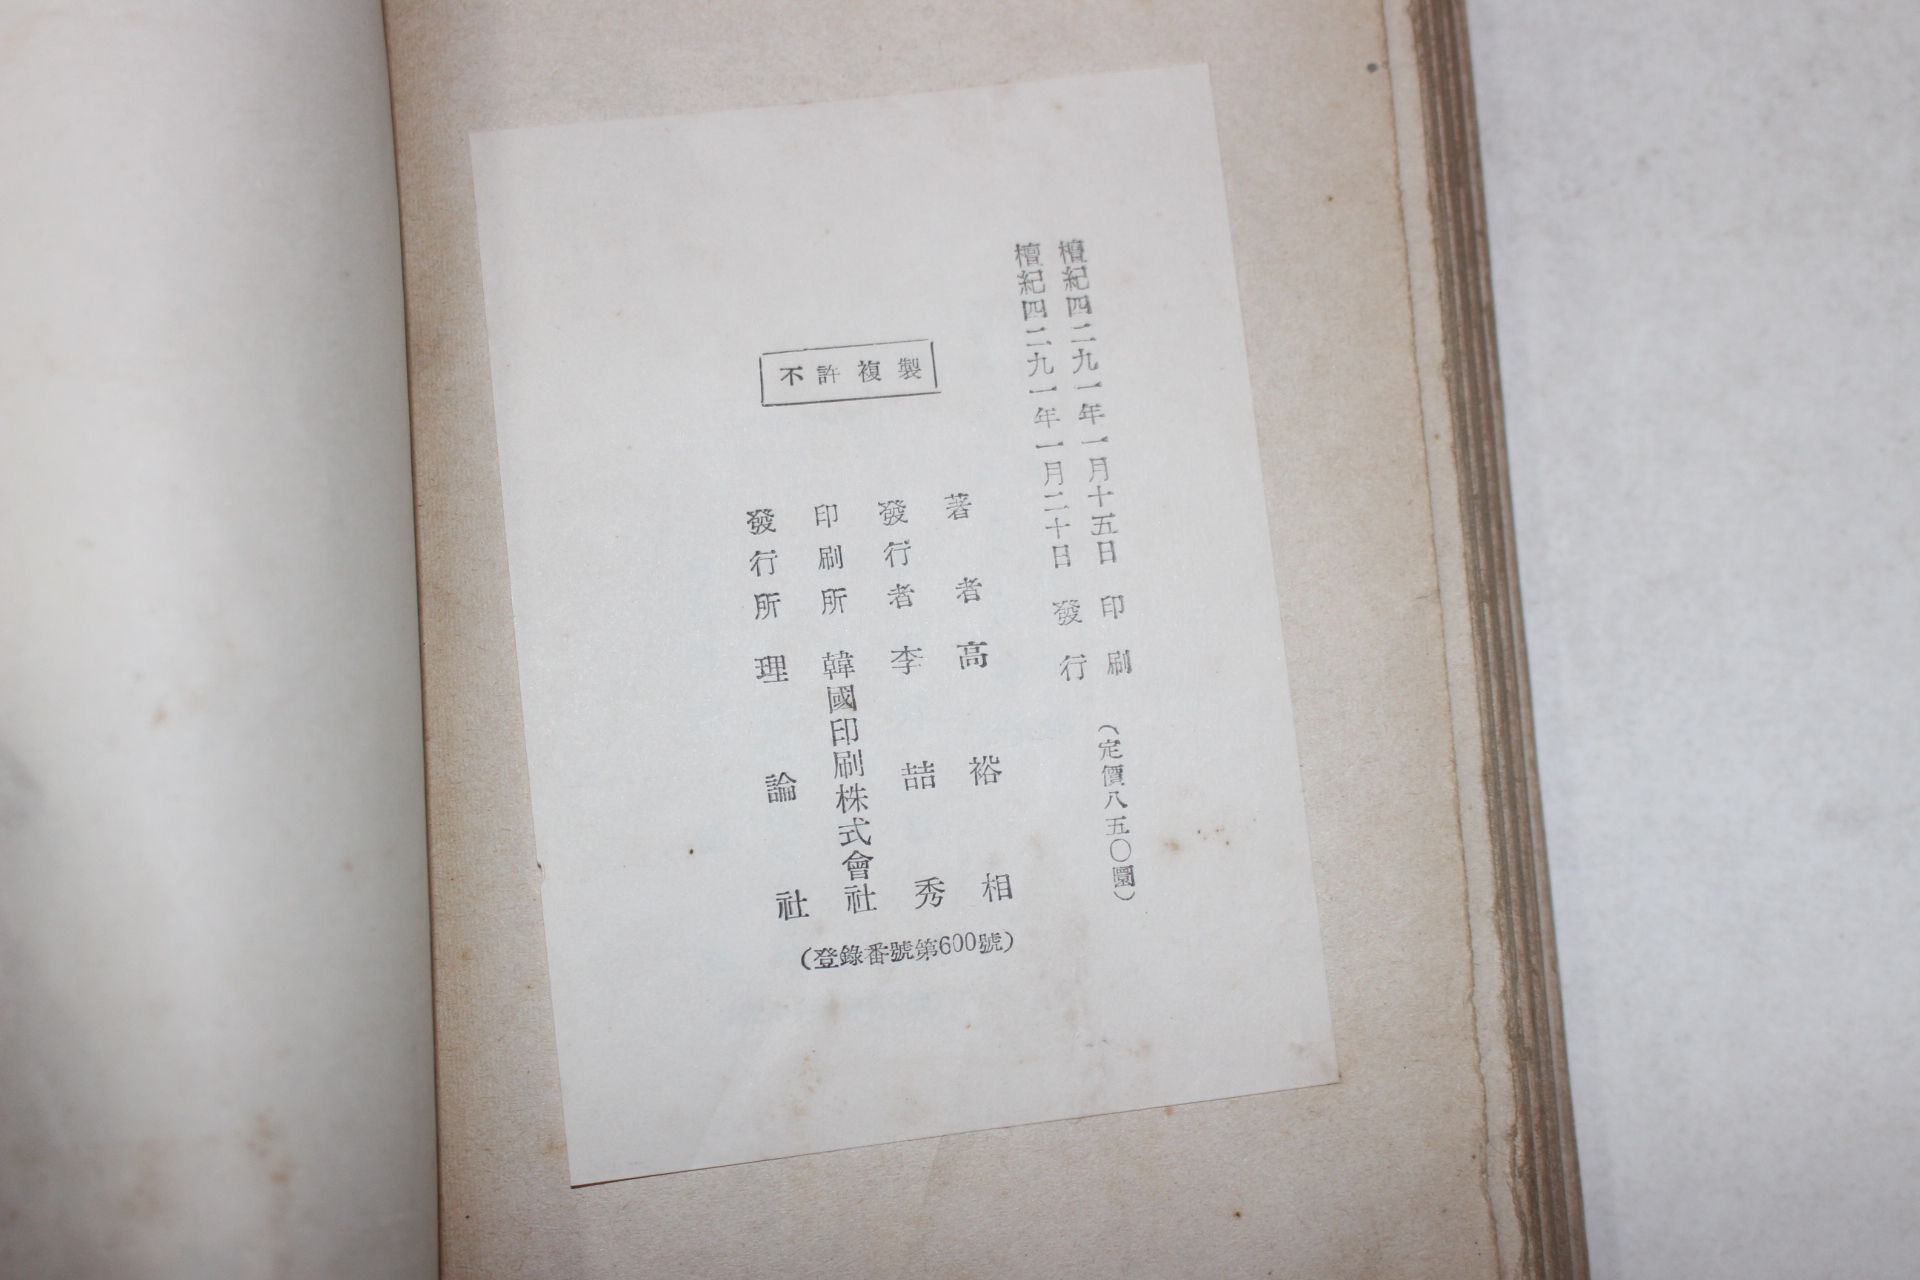 檀紀四二九一年一月十五日 印刷 (定價八五〇圜)
檀紀四二九一年一月二十日 發行
著者 高裕相
發行者 李喆秀
印刷所 韓國印刷株式會社
發行所 理論社
(登錄番號第600號)
不許複製